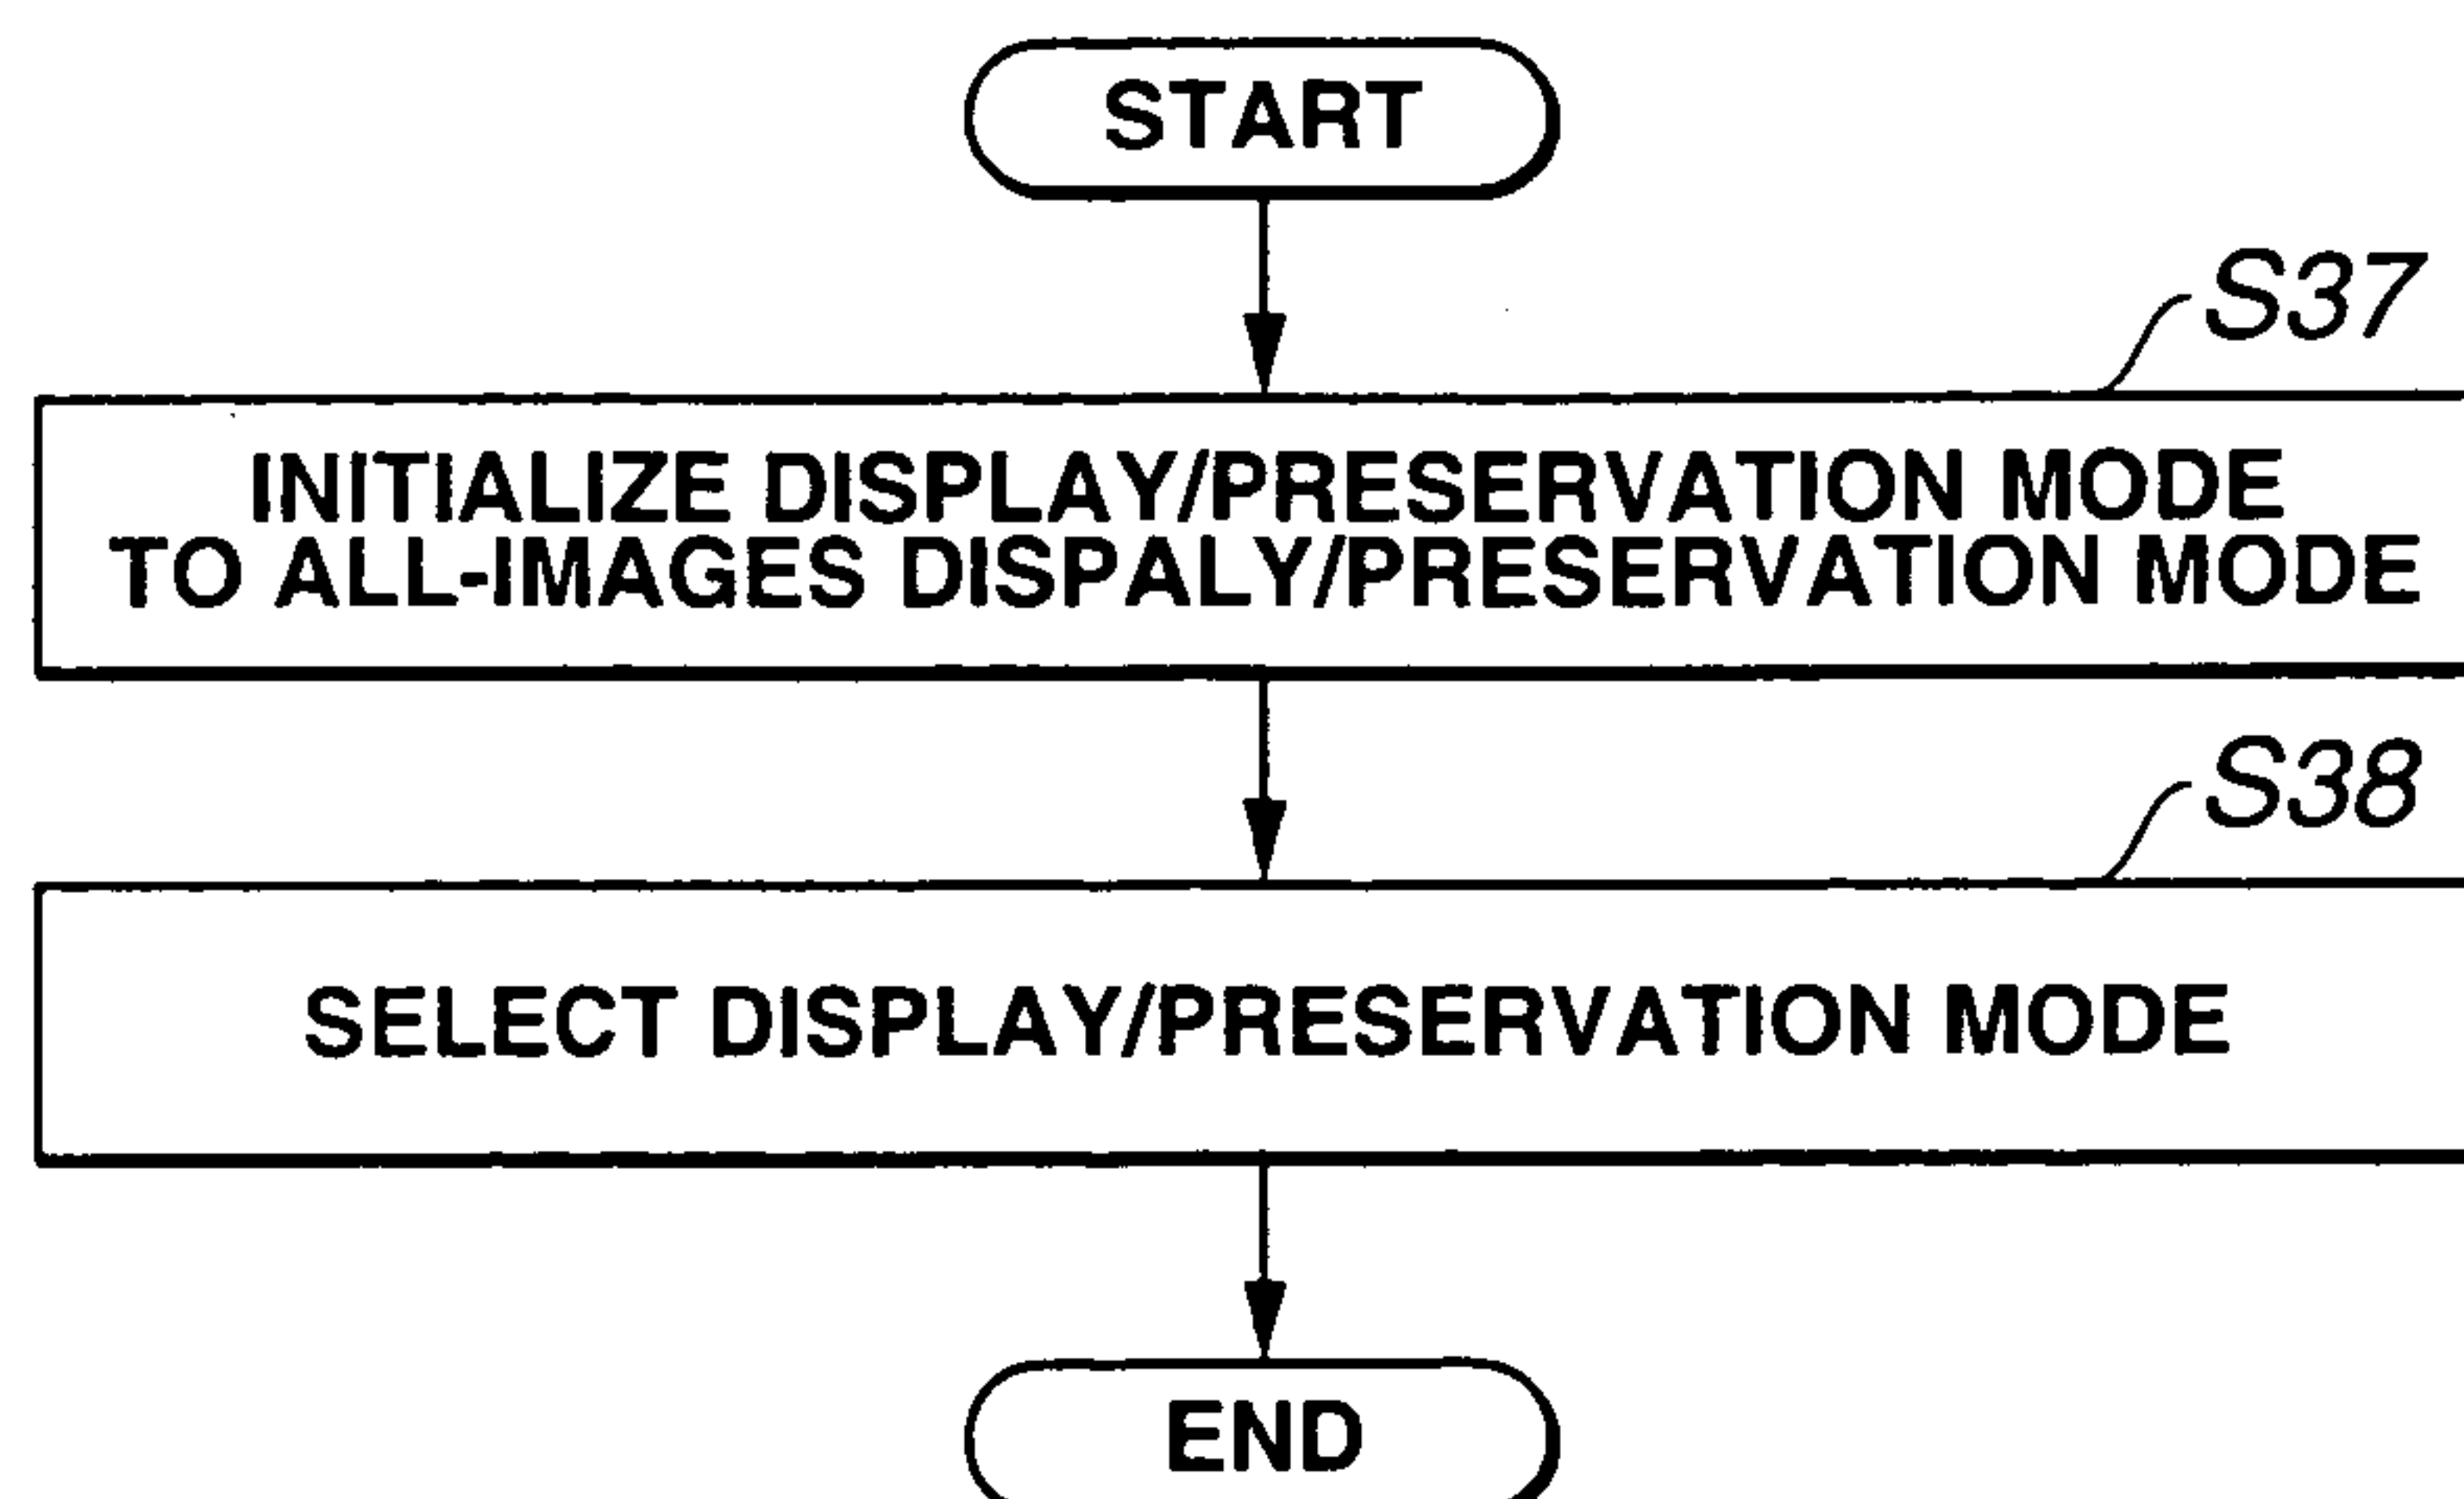 START
S37
INITIALIZE DISPLAY/PRESERVATION MODE
TO ALL-IMAGES DISPALY/PRESERVATION MODE
S38
SELECT DISPLAY/PRESERVATION MODE
END